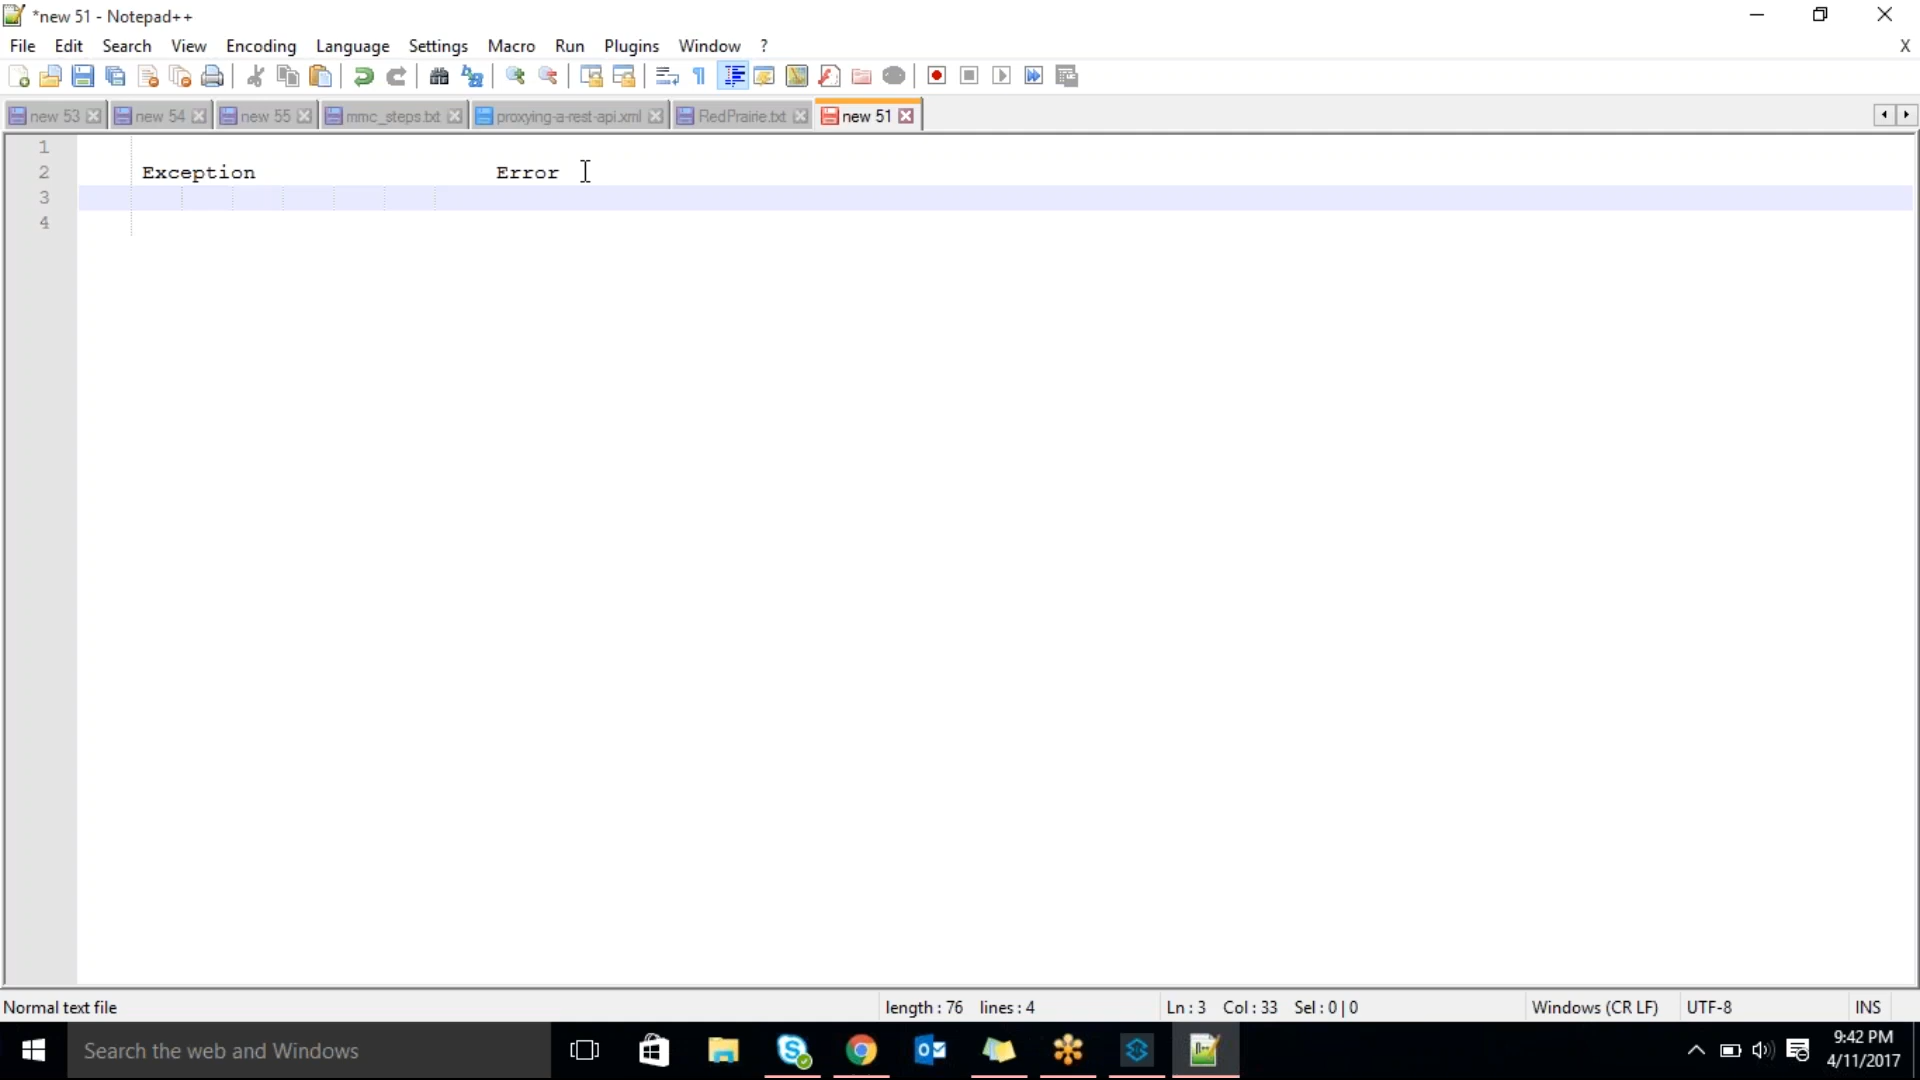 *new 51 - Notepad++
File Edit Search View Encoding Language Settings Macro Run Plugins Window ? X
new 53 new 54 new 55 mmc_steps.txt proxying-a-rest-api.xml RedPrairie.txt new 51
1
2 Exception Error
3
4
Normal text file length : 76 lines : 4 Ln : 3 Col : 33 Sel : 0 | 0 Windows (CR LF) UTF-8 INS
Search the web and Windows
9:42 PM
4/11/2017